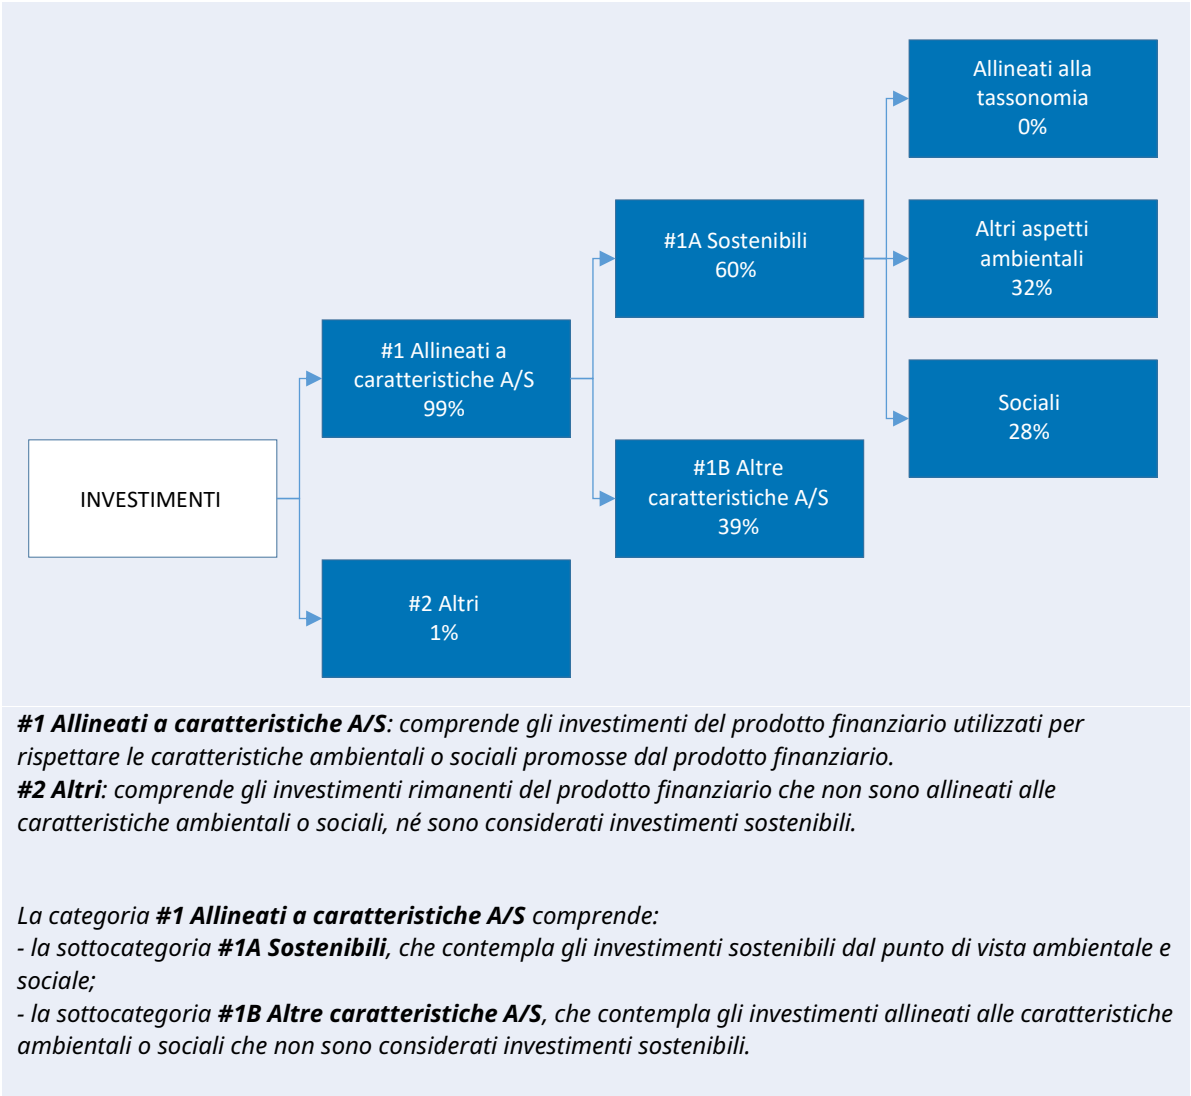 Allineati alla
tassonomia
0%
#1A Sostenibili
60%
Altri aspetti
ambientali
32%
#1 Allineati a
caratteristiche A/S
99%
Sociali
28%
INVESTIMENTI
#1B Altre
caratteristiche A/S
39%
#2 Altri
1%
#1 Allineati a caratteristiche A/S: comprende gli investimenti del prodotto finanziario utilizzati per
rispettare le caratteristiche ambientali o sociali promosse dal prodotto finanziario.
#2 Altri: comprende gli investimenti rimanenti del prodotto finanziario che non sono allineati alle
caratteristiche ambientali o sociali, né sono considerati investimenti sostenibili.
La categoria #1 Allineati a caratteristiche A/S comprende:
- la sottocategoria #1A Sostenibili, che contempla gli investimenti sostenibili dal punto di vista ambientale e
sociale;
- la sottocategoria #1B Altre caratteristiche A/S, che contempla gli investimenti allineati alle caratteristiche
ambientali o sociali che non sono considerati investimenti sostenibili.